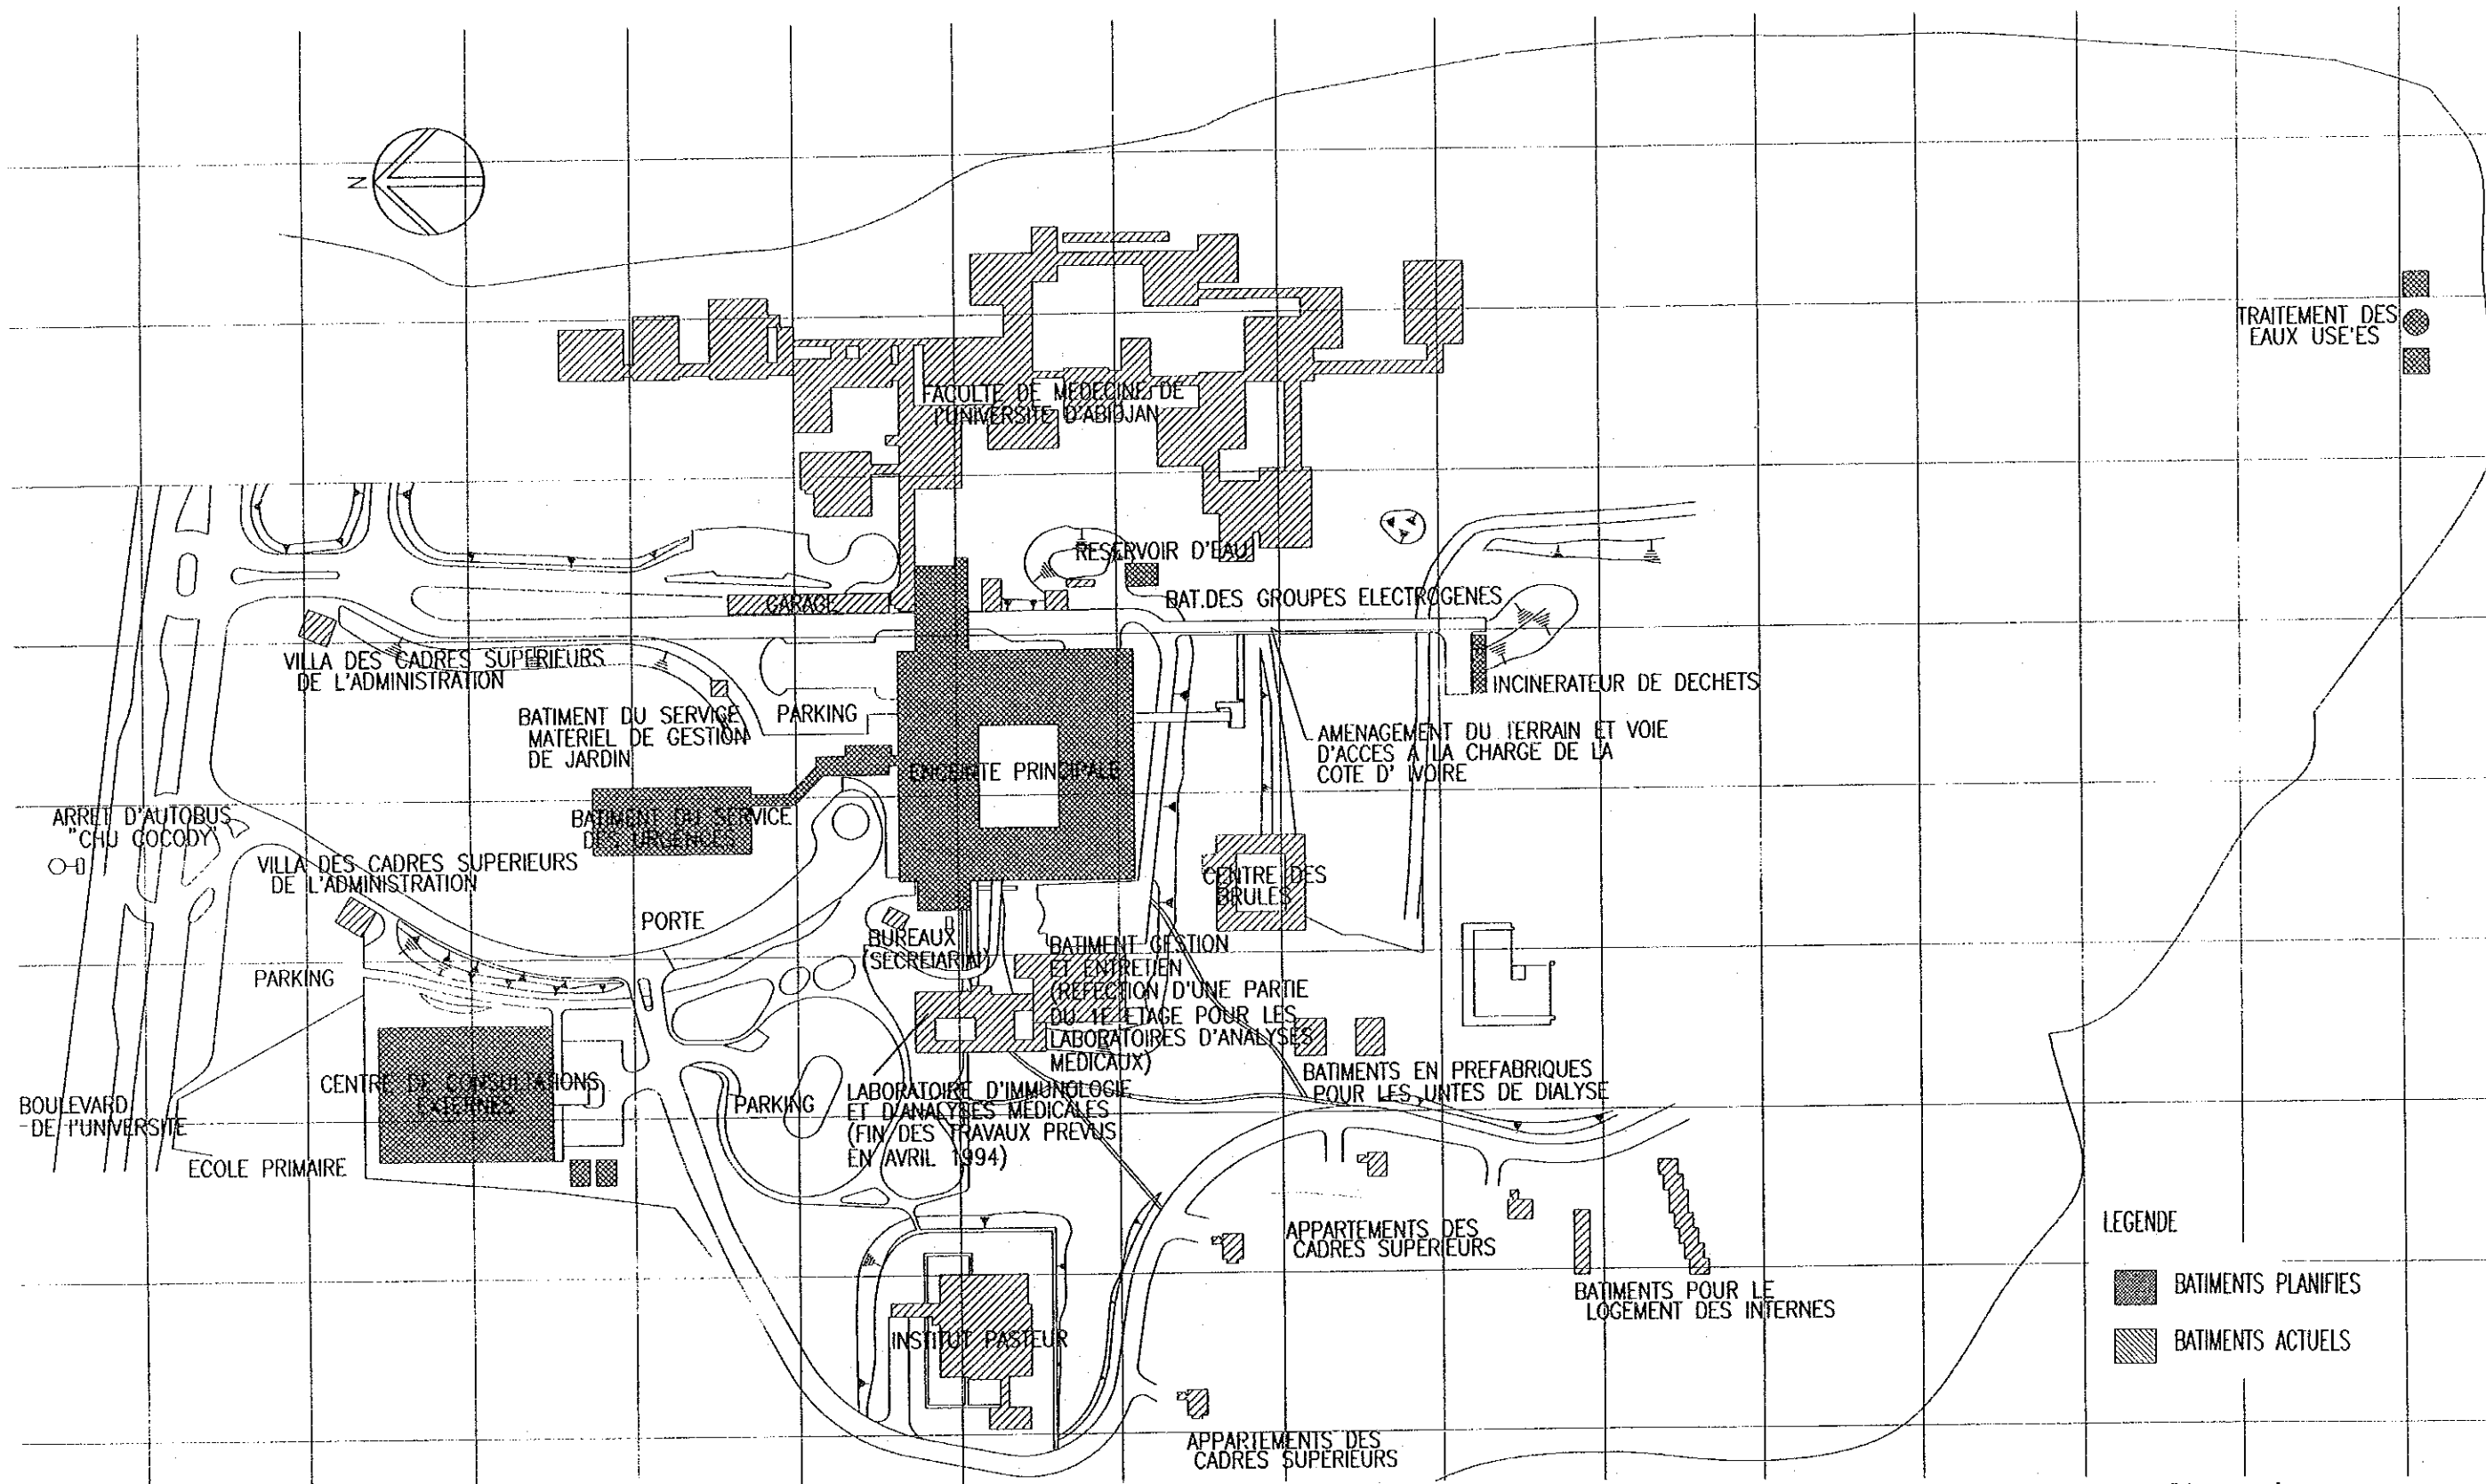 N
TRAITEMENT DES
EAUX USE'ES
FACULTE DE MEDECINE DE
l'UNIVERSITE D'ABIDJAN
RESERVOIR D'EAU
GARAGE
BAT.DES GROUPES ELECTROGENES
VILLA DES CADRES SUPERIEURS
DE L'ADMINISTRATION
INCINERATEUR DE DECHETS
BATIMENT DU SERVICE
MATERIEL DE GESTION
DE JARDIN
PARKING
AMENAGEMENT DU TERRAIN ET VOIE
D'ACCES A LA CHARGE DE LA
COTE D' IVOIRE
ENCEINTE PRINCIPALE
ARRET D'AUTOBUS
"CHU COCODY"
BATIMENT DU SERVICE
DES URGENCES
VILLA DES CADRES SUPERIEURS
DE L'ADMINISTRATION
CENTRE DES
BRULES
PORTE
BUREAUX
(SECRETARIAT)
BATIMENT GESTION
ET ENTRETIEN
(REFECTION D'UNE PARTIE
DU 1E ETAGE POUR LES
LABORATOIRES D'ANALYSES
MEDICAUX)
PARKING
CENTRE DE CONSULTATIONS
EXTERNES
BATIMENTS EN PREFABRIQUES
POUR LES UNTES DE DIALYSE
BOULEVARD
DE l'UNIVERSITE
PARKING
LABORATOIRE D'IMMUNOLOGIE
ET D'ANALYSES MEDICALES
(FIN DES TRAVAUX PREVUS
EN AVRIL 1994)
ECOLE PRIMAIRE
APPARTEMENTS DES
CADRES SUPERIEURS
LEGENDE
BATIMENTS PLANIFIES
BATIMENTS POUR LE
LOGEMENT DES INTERNES
INSTITUT PASTEUR
BATIMENTS ACTUELS
APPARTEMENTS DES
CADRES SUPERIEURS